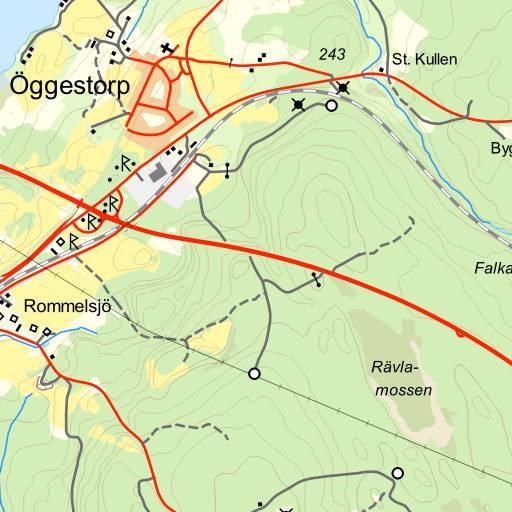 243
St. Kullen
Öggestorp
Byg
R
R
R
R
Falka
Rommelsjö
Rävla-
mossen